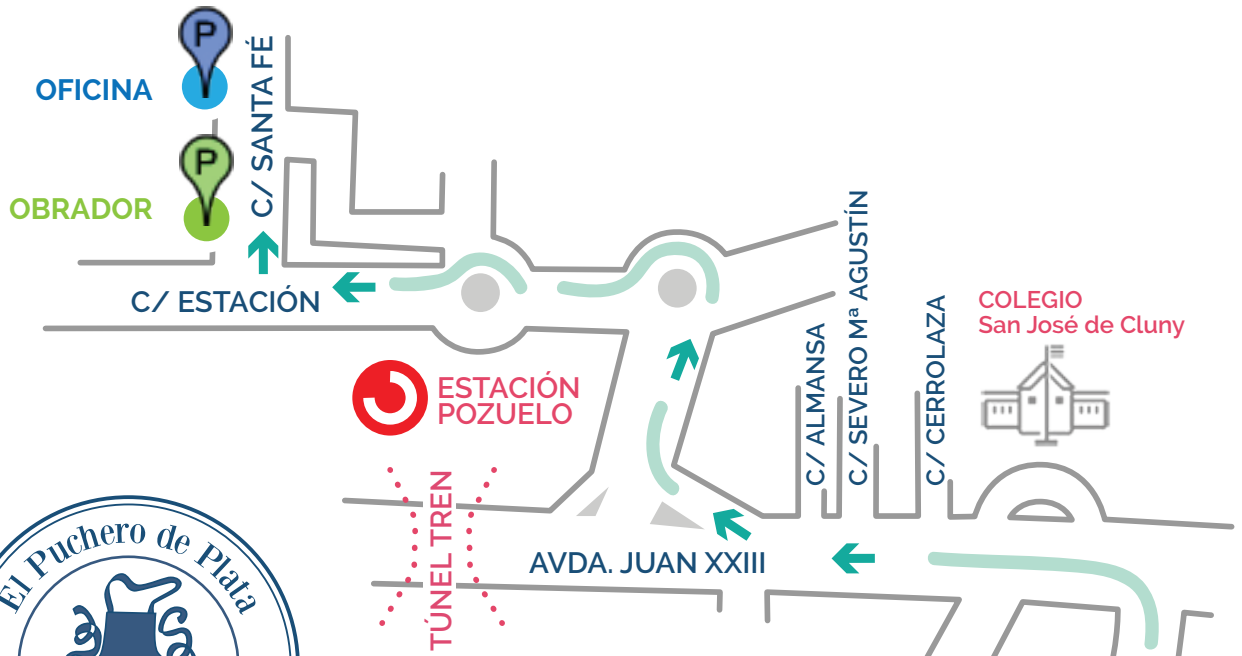 P
OFICINA
P
OBRADOR
C/ SANTA FÉ
C/ ESTACIÓN
ESTACIÓN
POZUELO
TÚNEL TREN
AVDA. JUAN XXIII
C/ ALMANSA
C/ SEVERO Mª AGUSTÍN
C/ CERROLAZA
COLEGIO
San José de Cluny
El Puchero de Plata